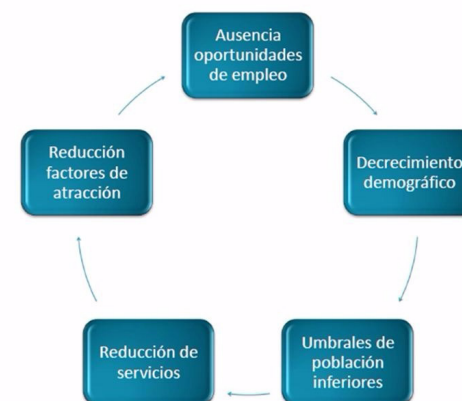 Ausencia
oportunidades
de empleo
Decrecimiento
demográfico
Umbrales de
población
inferiores
Reducción de
servicios
Reducción
factores de
atracción